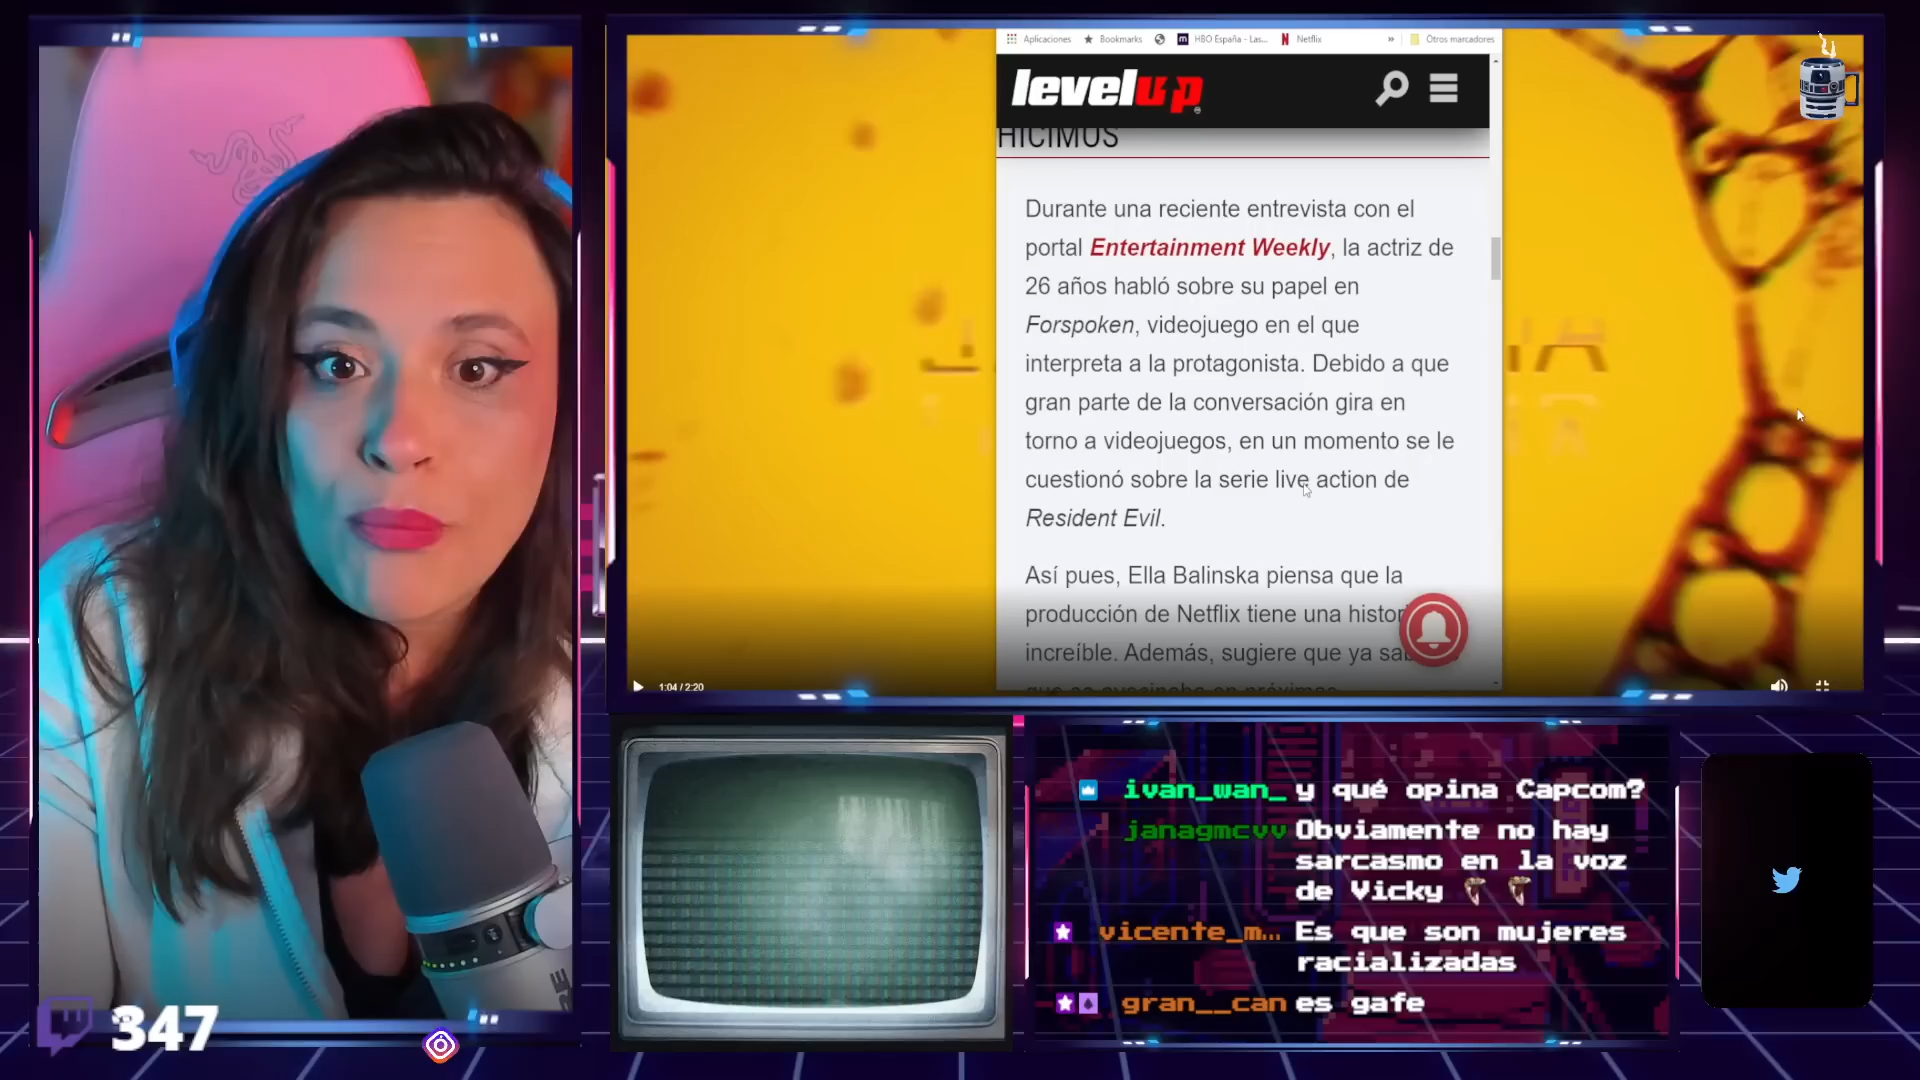 Aplicaciones
Bookmarks
HBO España - Las...
Netflix
»
Otros marcadores
levelup
HICIMOS
Durante una reciente entrevista con el
portal Entertainment Weekly, la actriz de
26 años habló sobre su papel en
Forspoken, videojuego en el que
interpreta a la protagonista. Debido a que
gran parte de la conversación gira en
torno a videojuegos, en un momento se le
cuestionó sobre la serie live action de
Resident Evil.
Así pues, Ella Balinska piensa que la
producción de Netflix tiene una histor
increíble. Además, sugiere que ya sab
1:04 / 2:20
ivan_wan_ y qué opina Capcom?
janagmcvv Obviamente no hay
sarcasmo en la voz
de Vicky
vicente_m... Es que son mujeres
racializadas
gran__can es gafe
347